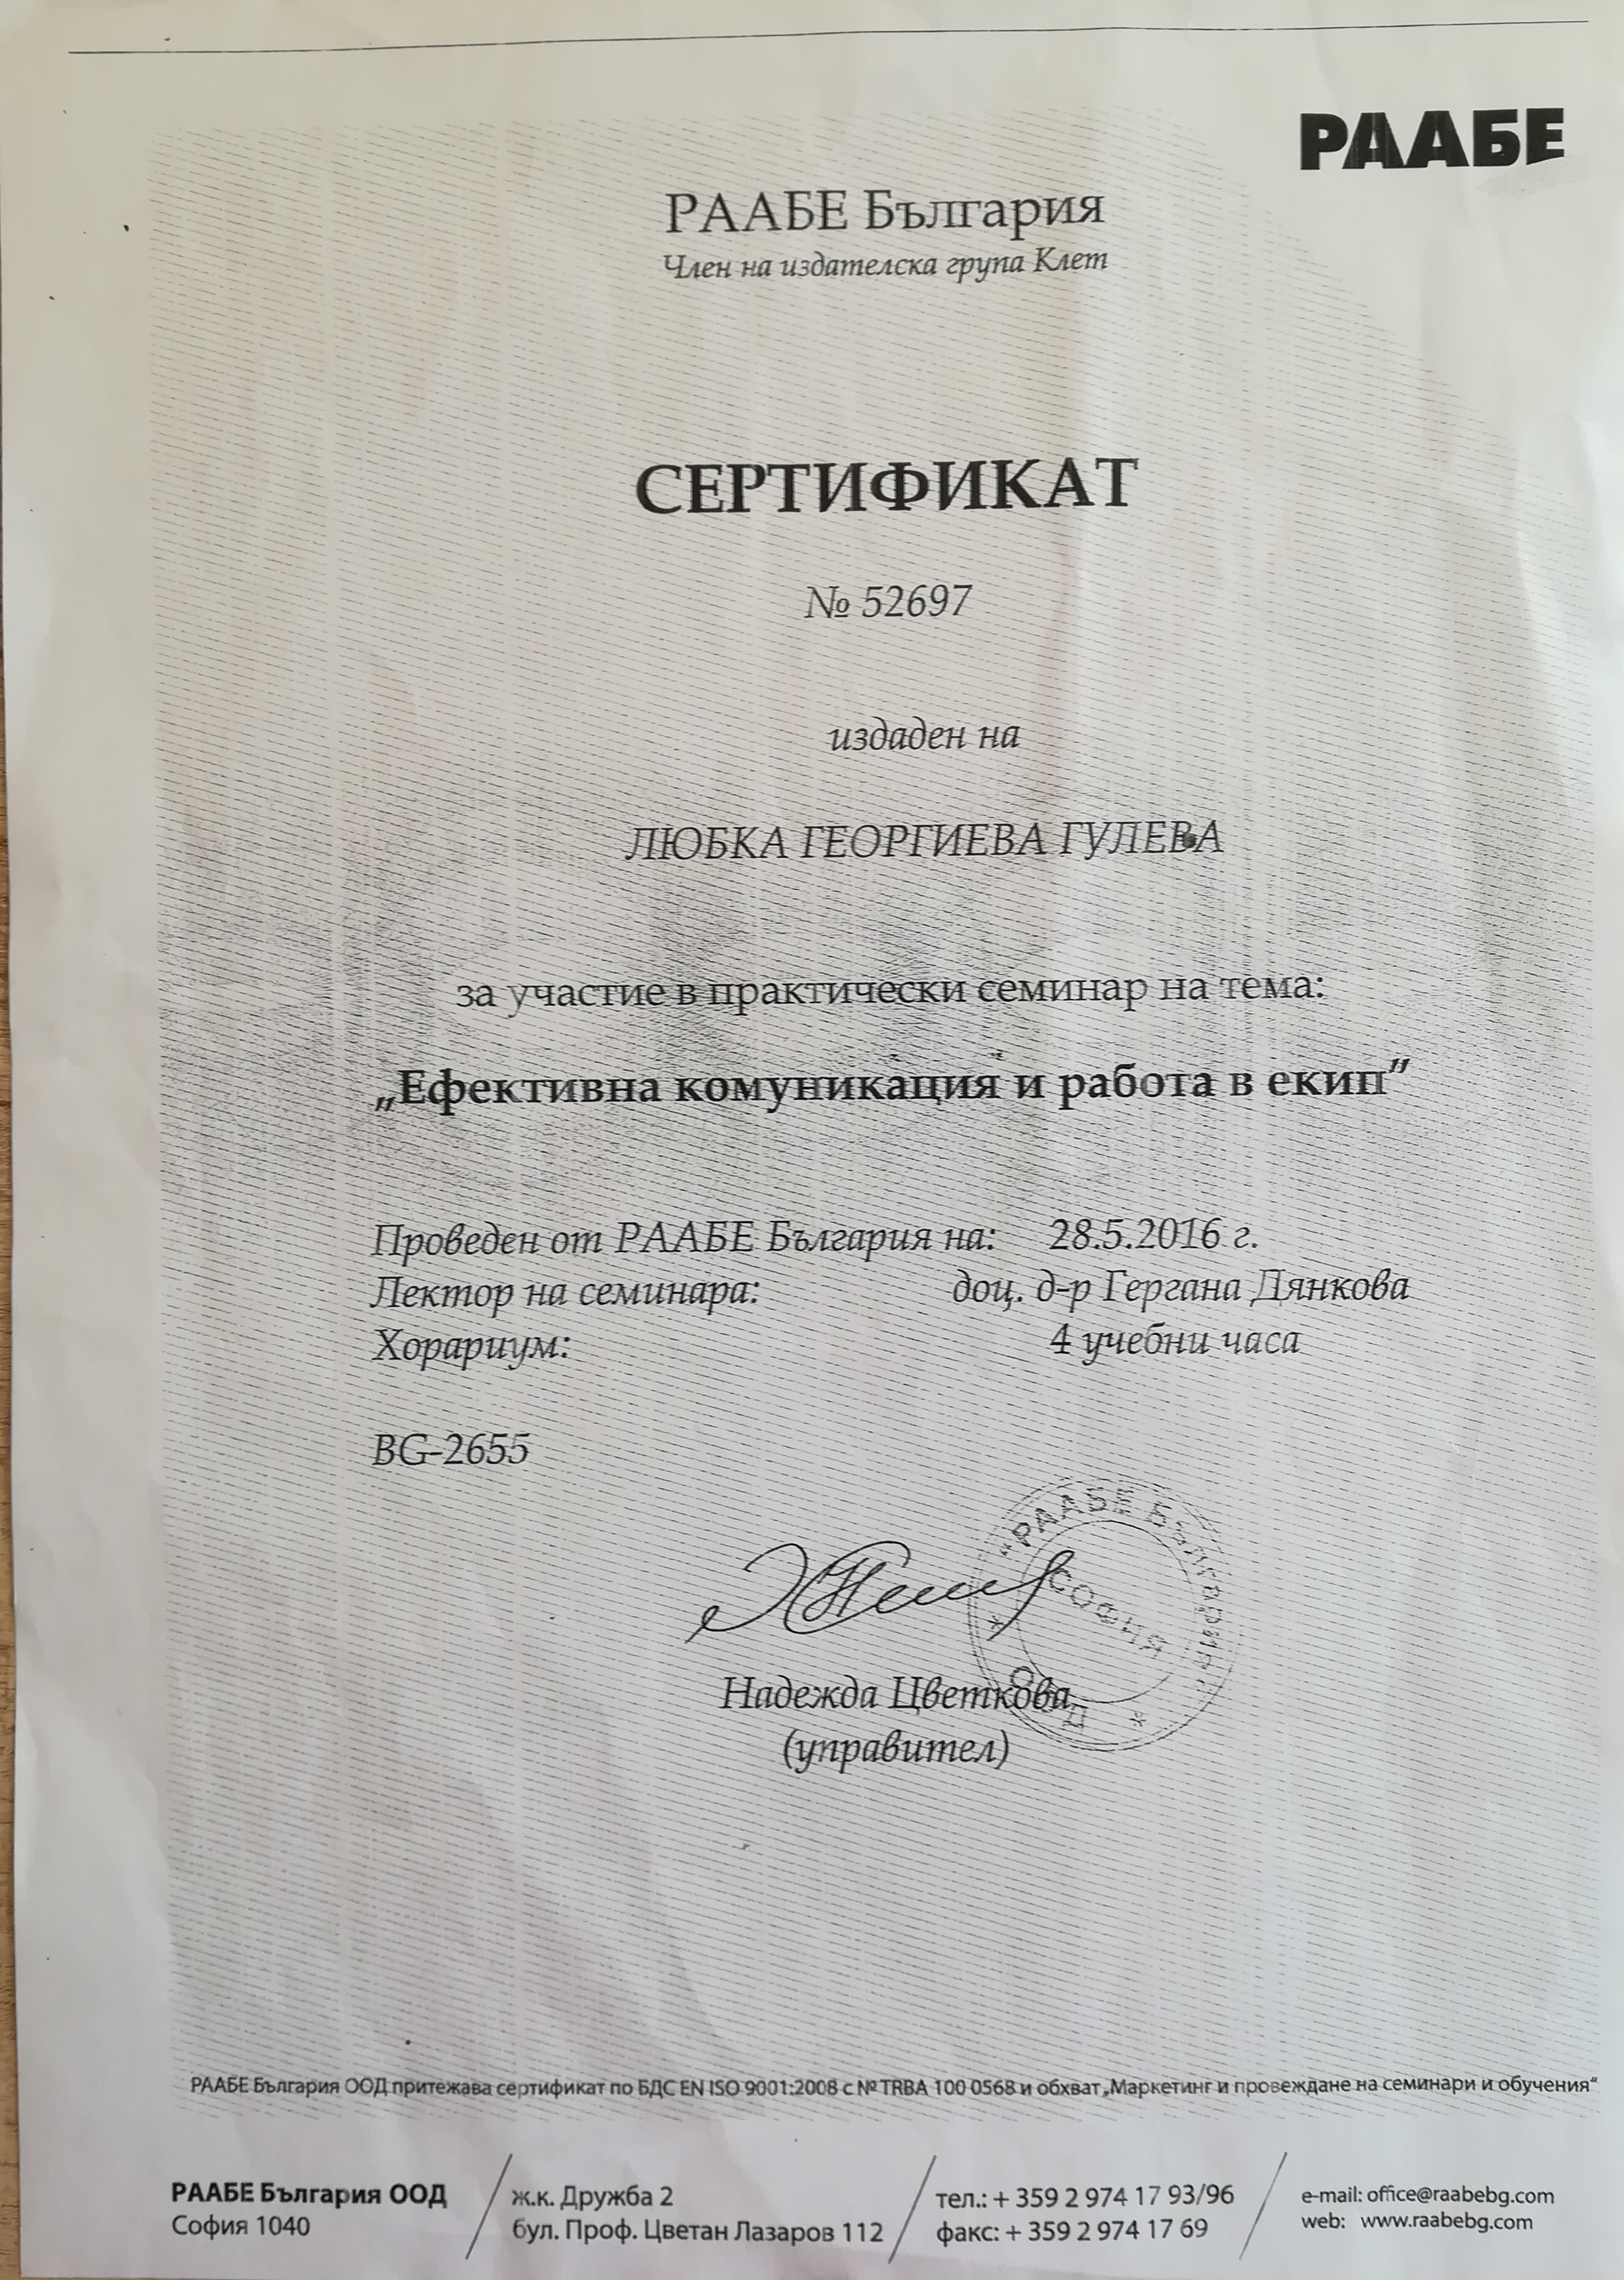 РААБЕ
РААБЕ България
Член на издателска група Клет
СЕРТИФИКАТ
№ 52697
издаден на
ЛЮБКА ГЕОРГИЕВА ГУЛЕВА
за участие в практически семинар на тема:
„Ефективна комуникация и работа в екип”
Проведен от РААБЕ България на: 28.5.2016 г.
Лектор на семинара: доц. д-р Гергана Дянкова
Хорариум: 4 учебни часа
BG-2655
"РААБЕ България" ООД
СОФИЯ
Надежда Цветкова
(управител)
РААБЕ България ООД притежава сертификат по БДС EN ISO 9001:2008 с № TRBA 100 0568 и обхват „Маркетинг и провеждане на семинари и обучения“
РААБЕ България ООД
София 1040
ж.к. Дружба 2
бул. Проф. Цветан Лазаров 112
тел.: + 359 2 974 17 93/96
факс: + 359 2 974 17 69
e-mail: office@raabebg.com
web: www.raabebg.com